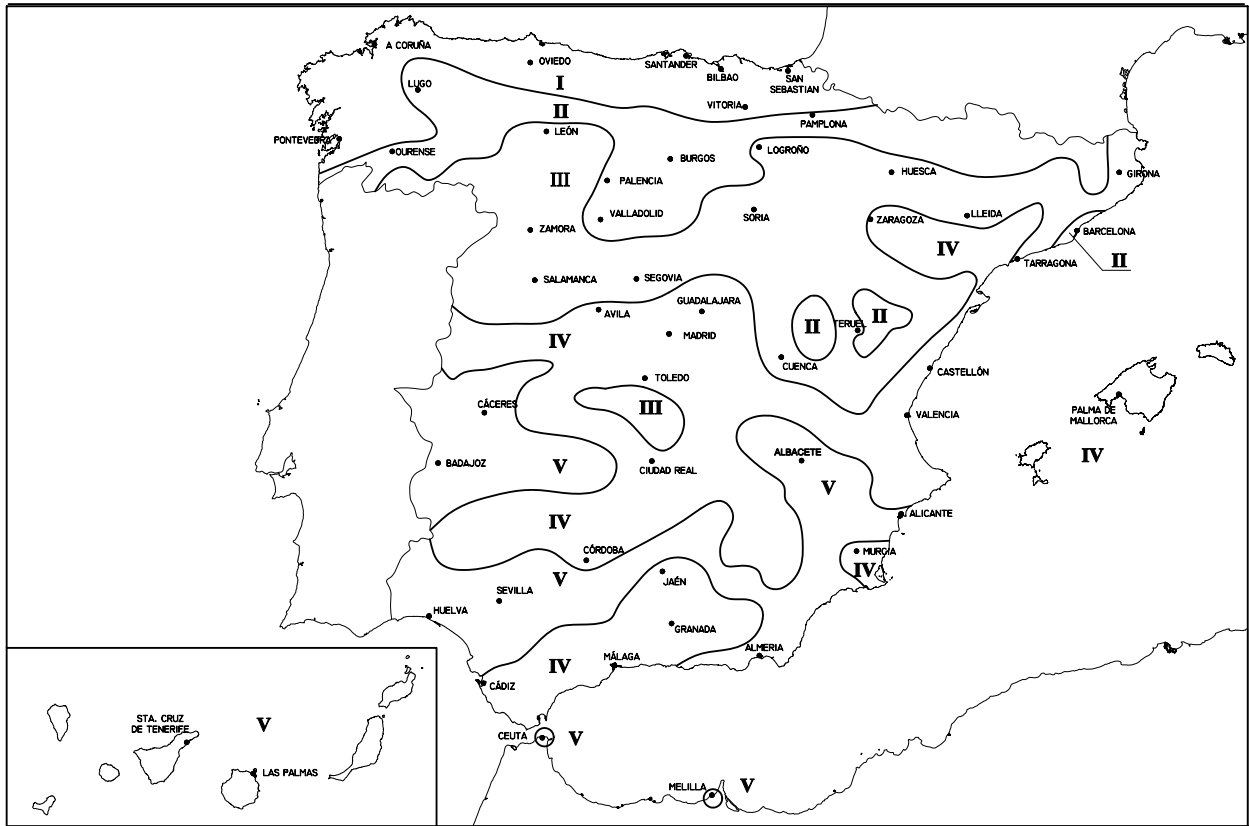 A CORUÑA
OVIEDO
SANTANDER
BILBAO
SAN
SEBASTIAN
LUGO
I
II
VITORIA
PAMPLONA
PONTEVEDRA
OURENSE
LEÓN
BURGOS
LOGROÑO
HUESCA
GIRONA
III
PALENCIA
VALLADOLID
SORIA
ZARAGOZA
LLEIDA
BARCELONA
ZAMORA
IV
TARRAGONA
II
SALAMANCA
SEGOVIA
AVILA
GUADALAJARA
MADRID
IV
II
TERUEL
II
CUENCA
CASTELLÓN
TOLEDO
CÁCERES
III
VALENCIA
PALMA DE
MALLORCA
IV
BADAJOZ
V
CIUDAD REAL
ALBACETE
V
IV
ALICANTE
CÓRDOBA
MURCIA
IV
V
JAÉN
SEVILLA
HUELVA
GRANADA
ALMERIA
MÁLAGA
IV
CÁDIZ
CEUTA
V
MELILLA
V
STA. CRUZ
DE TENERIFE
V
LAS PALMAS